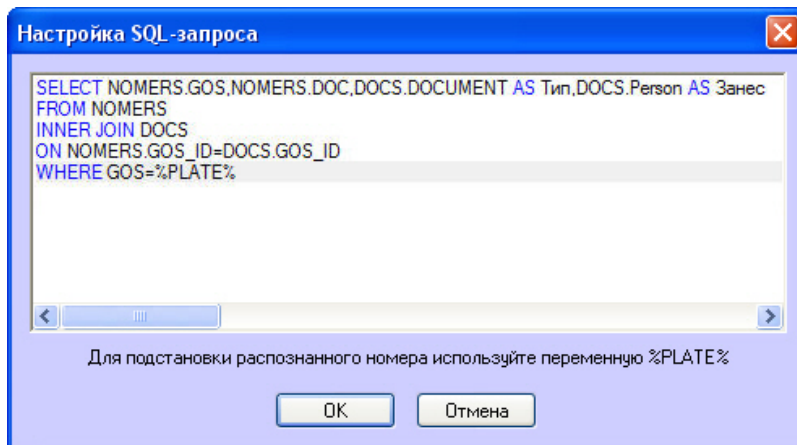 Настройка SQL-запроса
SELECT NOMERS.GOS,NOMERS.DOC,DOCS.DOCUMENT AS Тип,DOCS.Person AS Занес
FROM NOMERS
INNER JOIN DOCS
ON NOMERS.GOS_ID=DOCS.GOS_ID
WHERE GOS=%PLATE%
Для подстановки распознанного номера используйте переменную %PLATE%
OK
Отмена